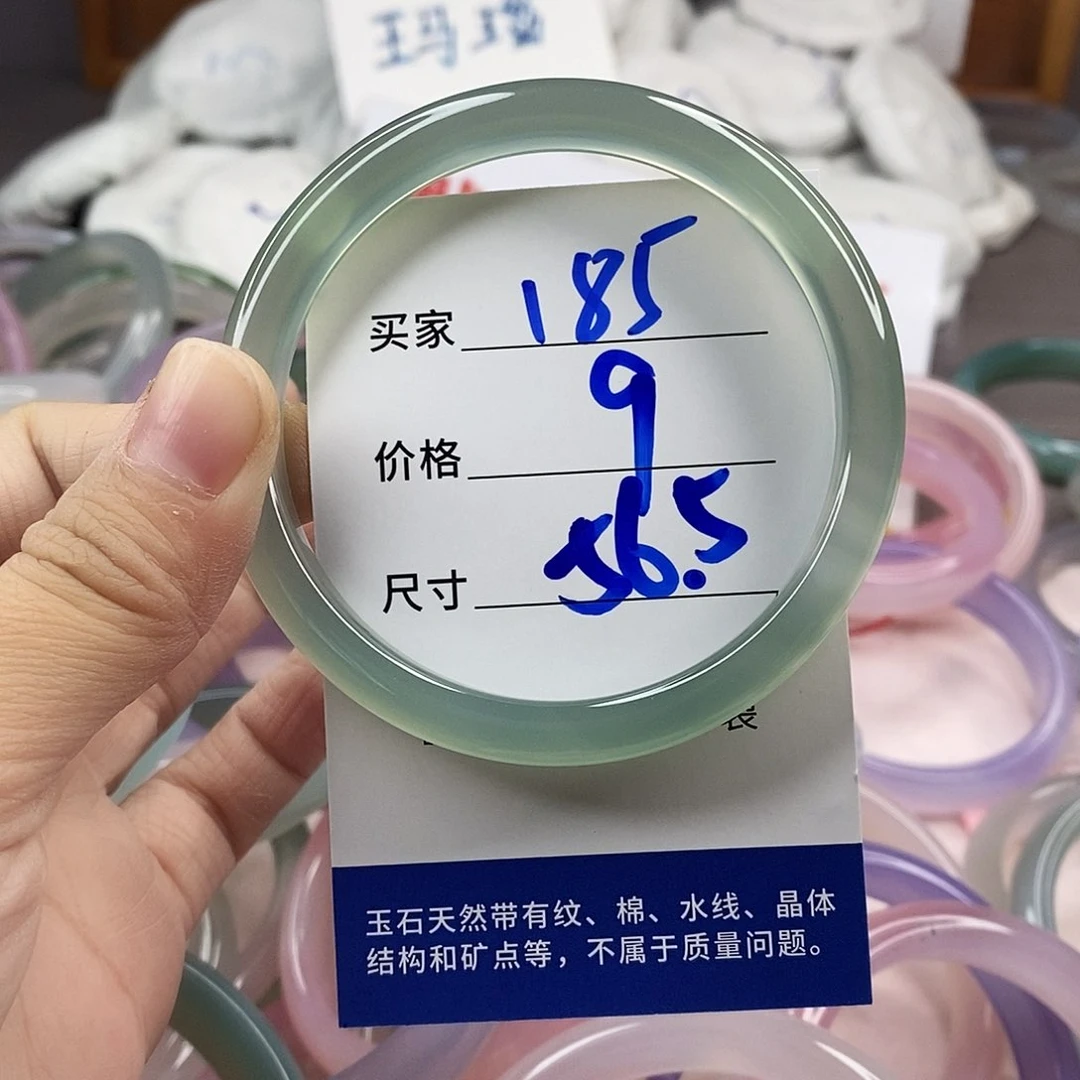 玉玛瑙
买家 185
价格 9
尺寸 56.5
玉石天然带有纹、棉、水线、晶体
结构和矿点等，不属于质量问题。